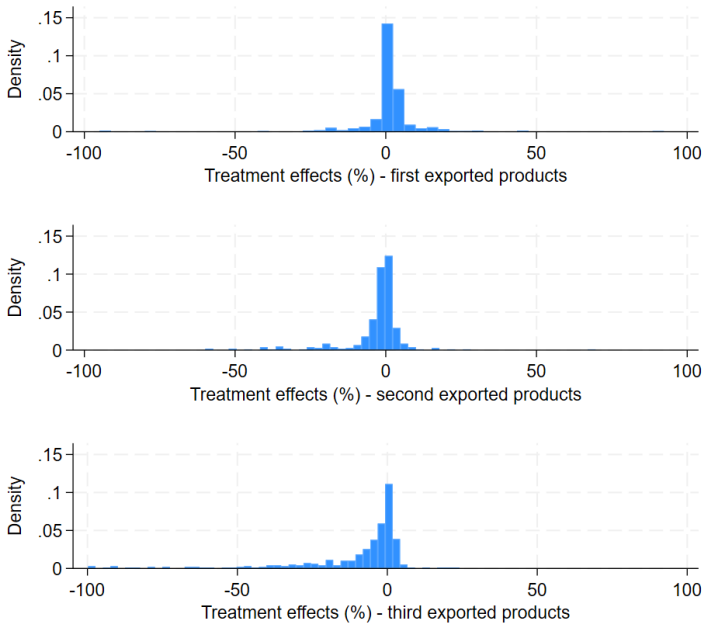 .15
.1
.05
0
Density
-100 -50 0 50 100
Treatment effects (%) - first exported products
.15
.1
.05
0
Density
-100 -50 0 50 100
Treatment effects (%) - second exported products
.15
.1
.05
0
Density
-100 -50 0 50 100
Treatment effects (%) - third exported products